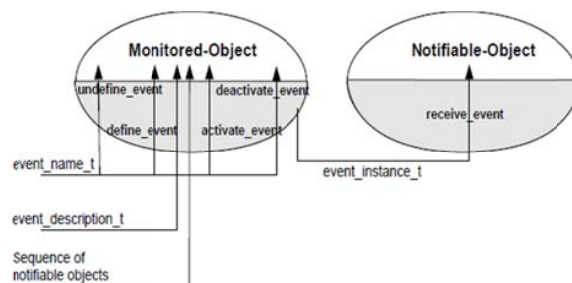 Monitored-Object
Notifiable-Object
undefine_event
deactivate_event
define_event
activate_event
receive_event
event_name_t
event_instance_t
event_description_t
Sequence of
notifiable objects